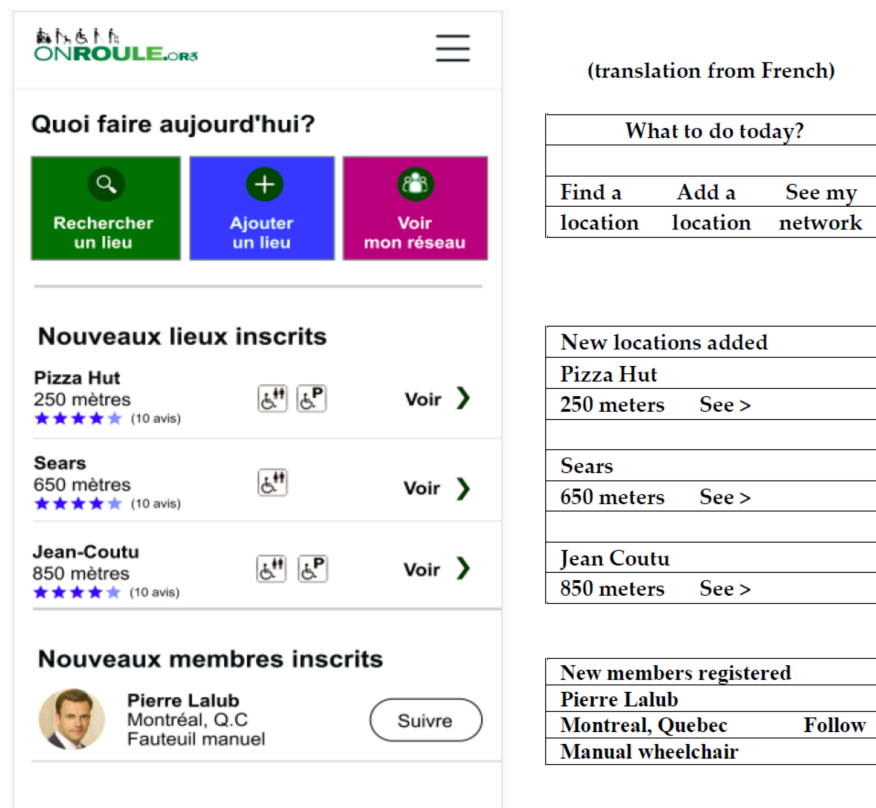 ONROULE.ORG
(translation from French)
Quoi faire aujourd'hui?
Rechercher
un lieu
Ajouter
un lieu
Voir
mon réseau
What to do today?
Find a Add a See my
location location network
Nouveaux lieux inscrits
Pizza Hut
250 mètres
(10 avis)
P
Voir
Sears
650 mètres
(10 avis)
Voir
Jean-Coutu
850 mètres
(10 avis)
P
Voir
New locations added
Pizza Hut
250 meters See >
Sears
650 meters See >
Jean Coutu
850 meters See >
Nouveaux membres inscrits
Pierre Lalub
Montréal, Q.C
Fauteuil manuel
Suivre
New members registered
Pierre Lalub
Montreal, Quebec Follow
Manual wheelchair